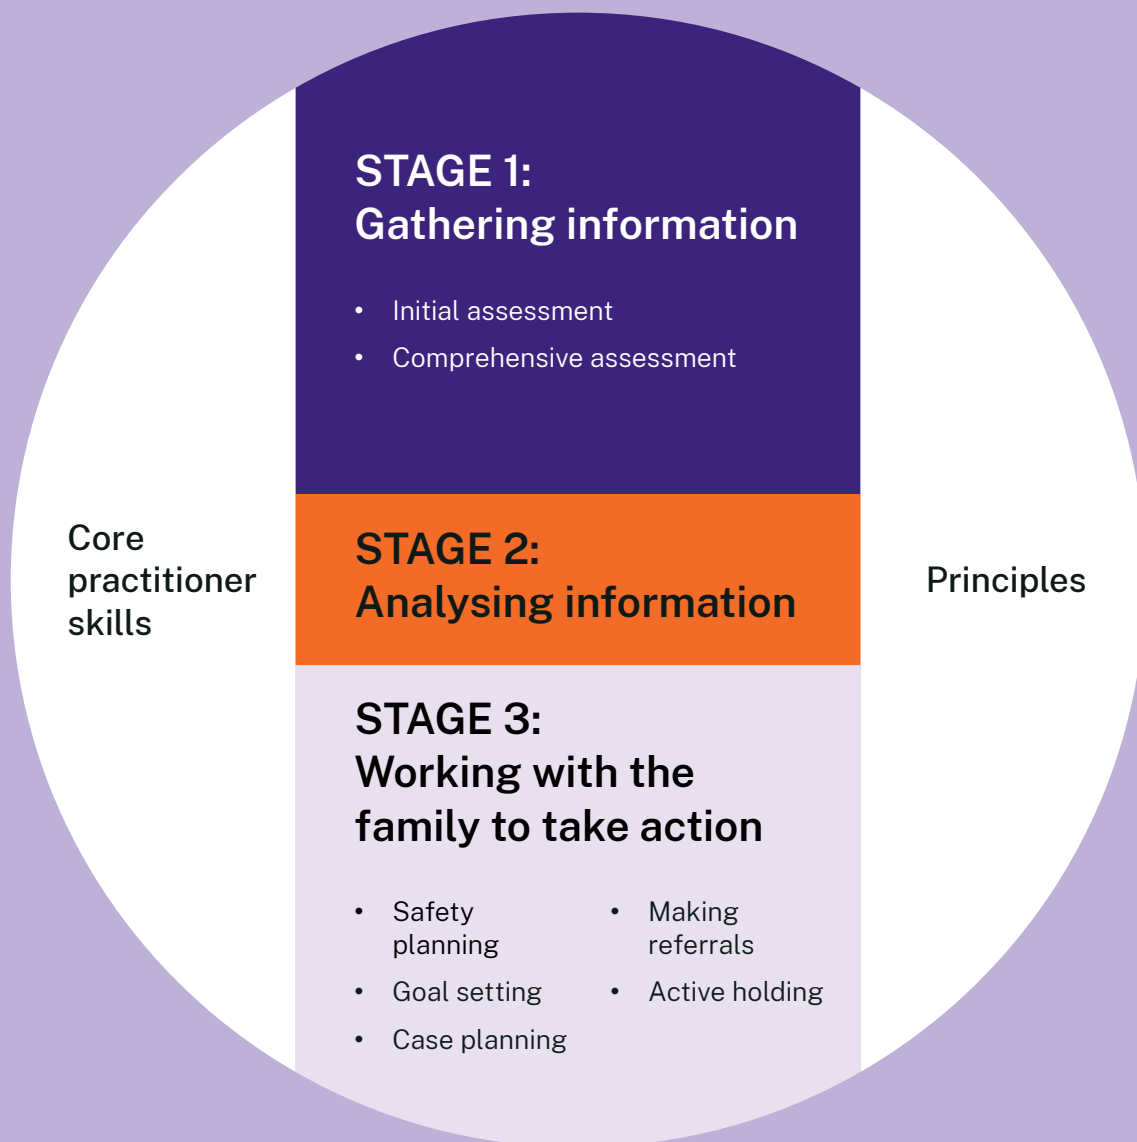 STAGE 1:
Gathering information
• Initial assessment
• Comprehensive assessment
Core
practitioner
skills
STAGE 2:
Analysing information
Principles
STAGE 3:
Working with the
family to take action
• Safety
planning
• Goal setting
• Case planning
• Making
referrals
• Active holding